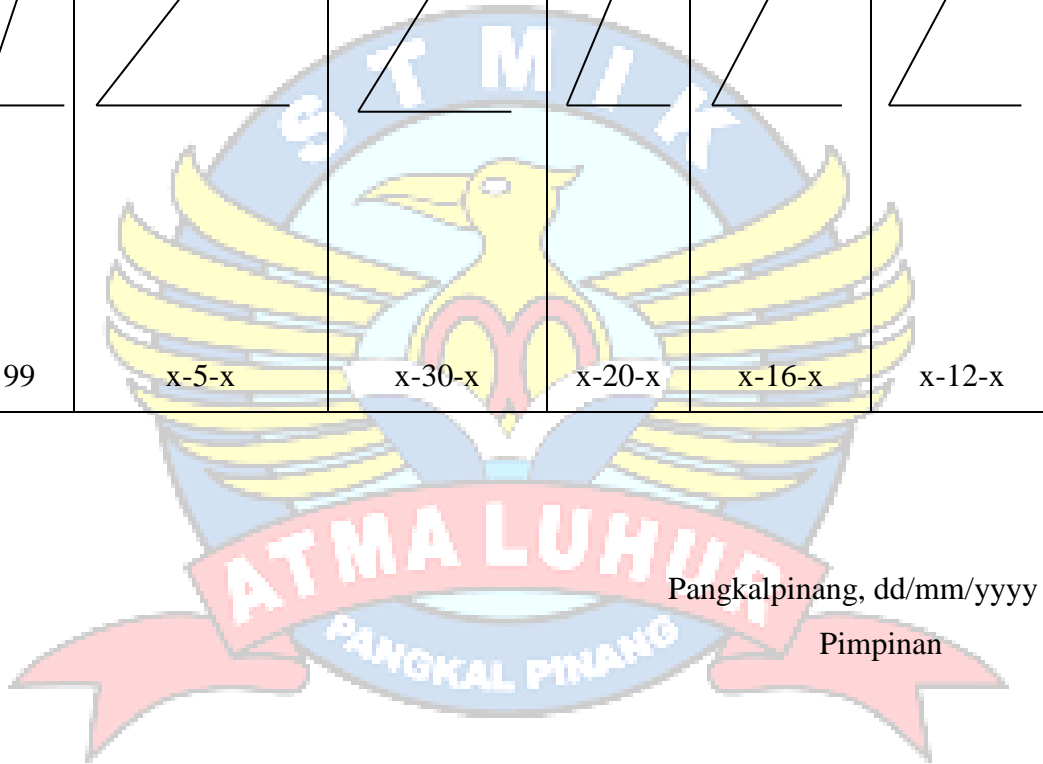 STMIK
99 x-5-x x-30-x x-20-x x-16-x x-12-x
ATMA LUHUR
Pangkalpinang, dd/mm/yyyy
PANGKAL PINANG
Pimpinan